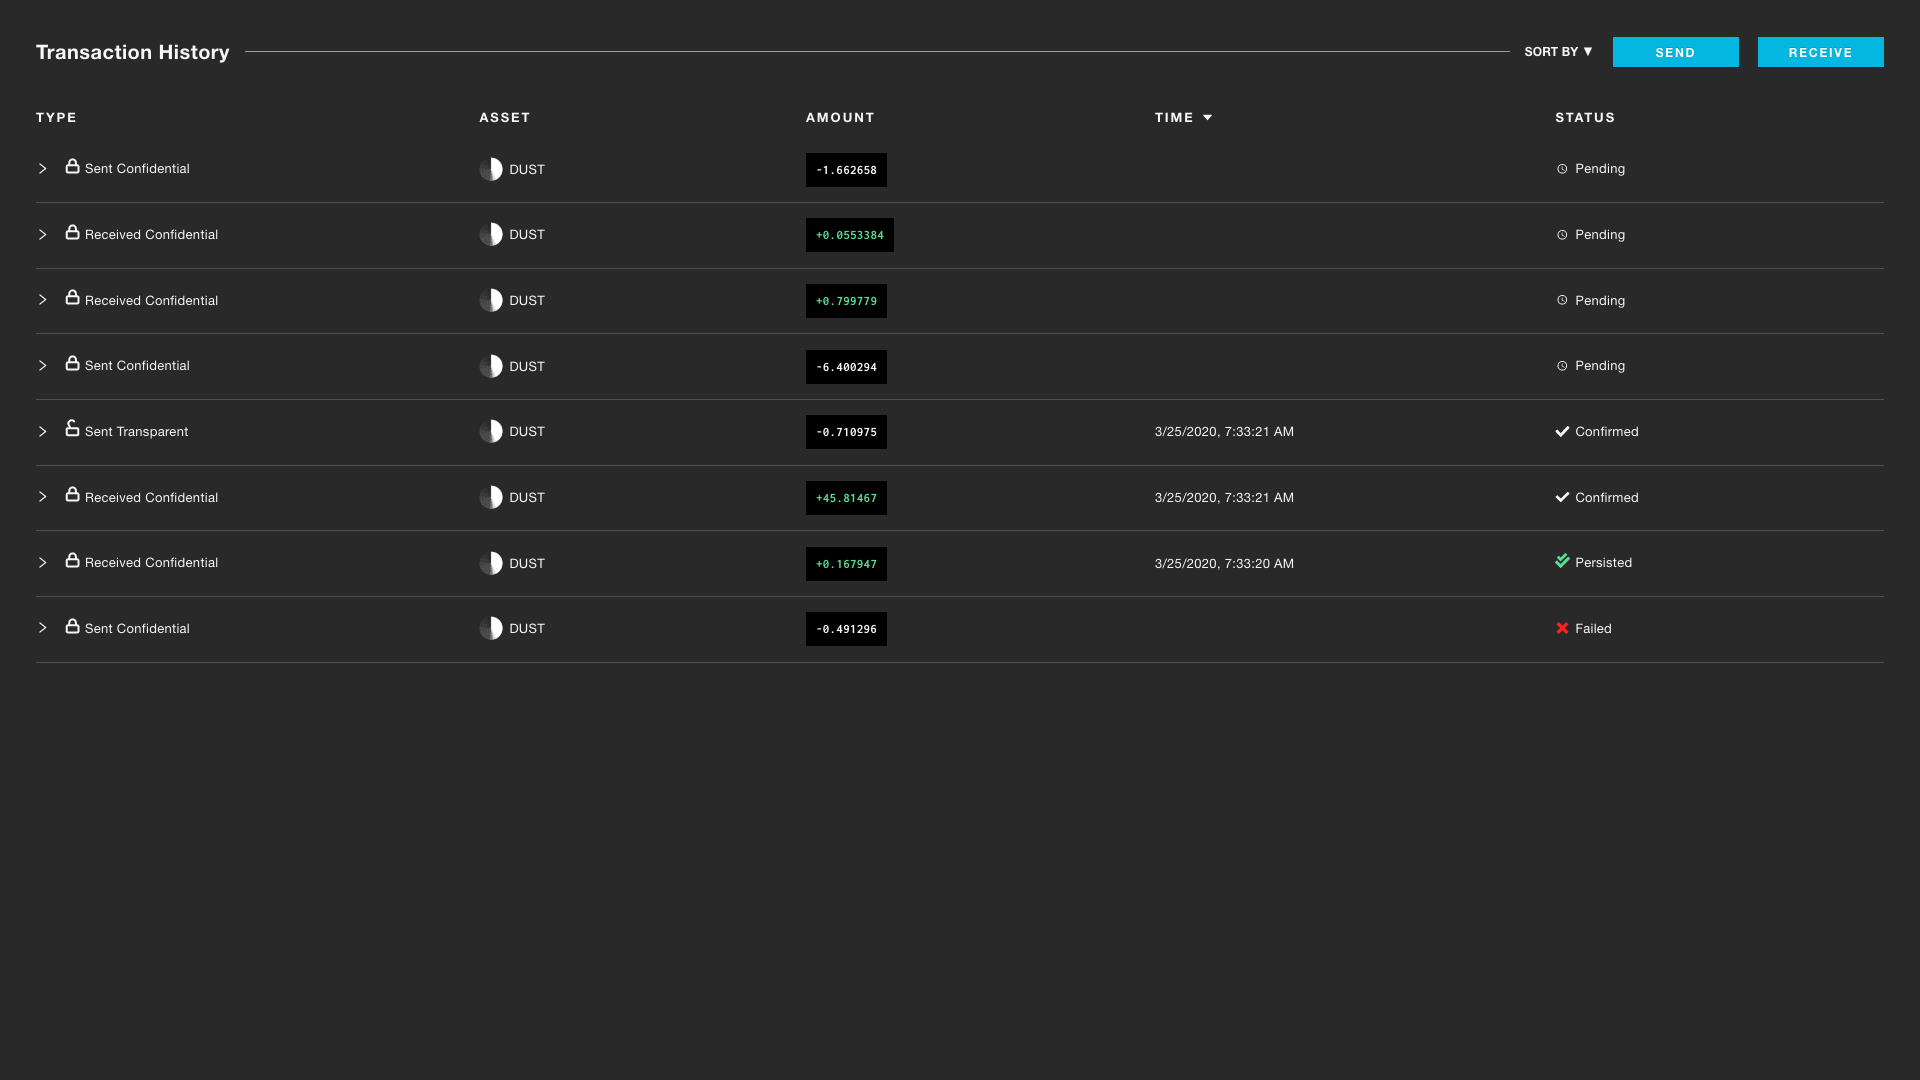 Transaction History SORT BY ▼ SEND RECEIVE
TYPE ASSET AMOUNT TIME STATUS
Sent Confidential DUST -1.662658 Pending
Received Confidential DUST +0.0553384 Pending
Received Confidential DUST +0.799779 Pending
Sent Confidential DUST -6.400294 Pending
Sent Transparent DUST -0.710975 3/25/2020, 7:33:21 AM Confirmed
Received Confidential DUST +45.81467 3/25/2020, 7:33:21 AM Confirmed
Received Confidential DUST +0.167947 3/25/2020, 7:33:20 AM Persisted
Sent Confidential DUST -0.491296 Failed